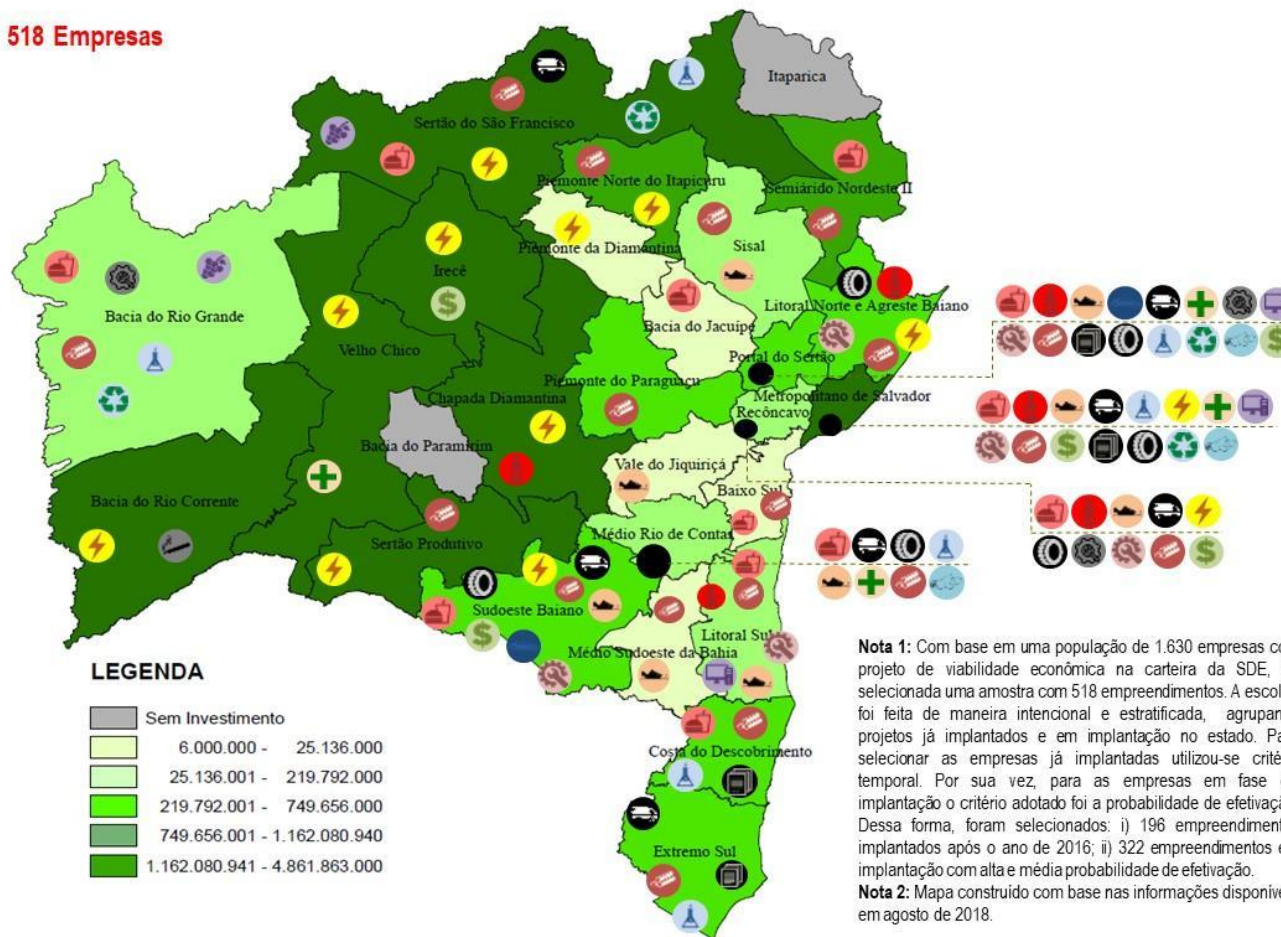 518 Empresas
Itaparica
Sertão do São Francisco
Piemonte Norte do Itapicuru
Semiárido Nordeste II
Piemonte da Diamantina
Sisal
Irecê
Litoral Norte e Agreste Baiano
Bacia do Rio Grande
Bacia do Jacuípe
Velho Chico
Portal do Sertão
Piemonte do Paraguaçu
Chapada Diamantina
Metropolitano de Salvador
Recôncavo
Bacia do Paramirim
Vale do Jiquiriçá
Bacia do Rio Corrente
Baixo Sul
Médio Rio de Contas
Sertão Produtivo
Sudoeste Baiano
Litoral Sul
Médio Sudoeste da Bahia
Costa do Descobrimento
Extremo Sul
LEGENDA
Sem Investimento
6.000.000 - 25.136.000
25.136.001 - 219.792.000
219.792.001 - 749.656.000
749.656.001 - 1.162.080.940
1.162.080.941 - 4.861.863.000
Nota 1: Com base em uma população de 1.630 empresas co
projeto de viabilidade econômica na carteira da SDE,
selecionada uma amostra com 518 empreendimentos. A escol
foi feita de maneira intencional e estratificada, agrupan
projetos já implantados e em implantação no estado. Pa
selecionar as empresas já implantadas utilizou-se crité
temporal. Por sua vez, para as empresas em fase
implantação o critério adotado foi a probabilidade de efetivaçã
Dessa forma, foram selecionados: i) 196 empreendiment
implantados após o ano de 2016; ii) 322 empreendimentos e
implantação com alta e média probabilidade de efetivação.
Nota 2: Mapa construído com base nas informações disponíve
em agosto de 2018.